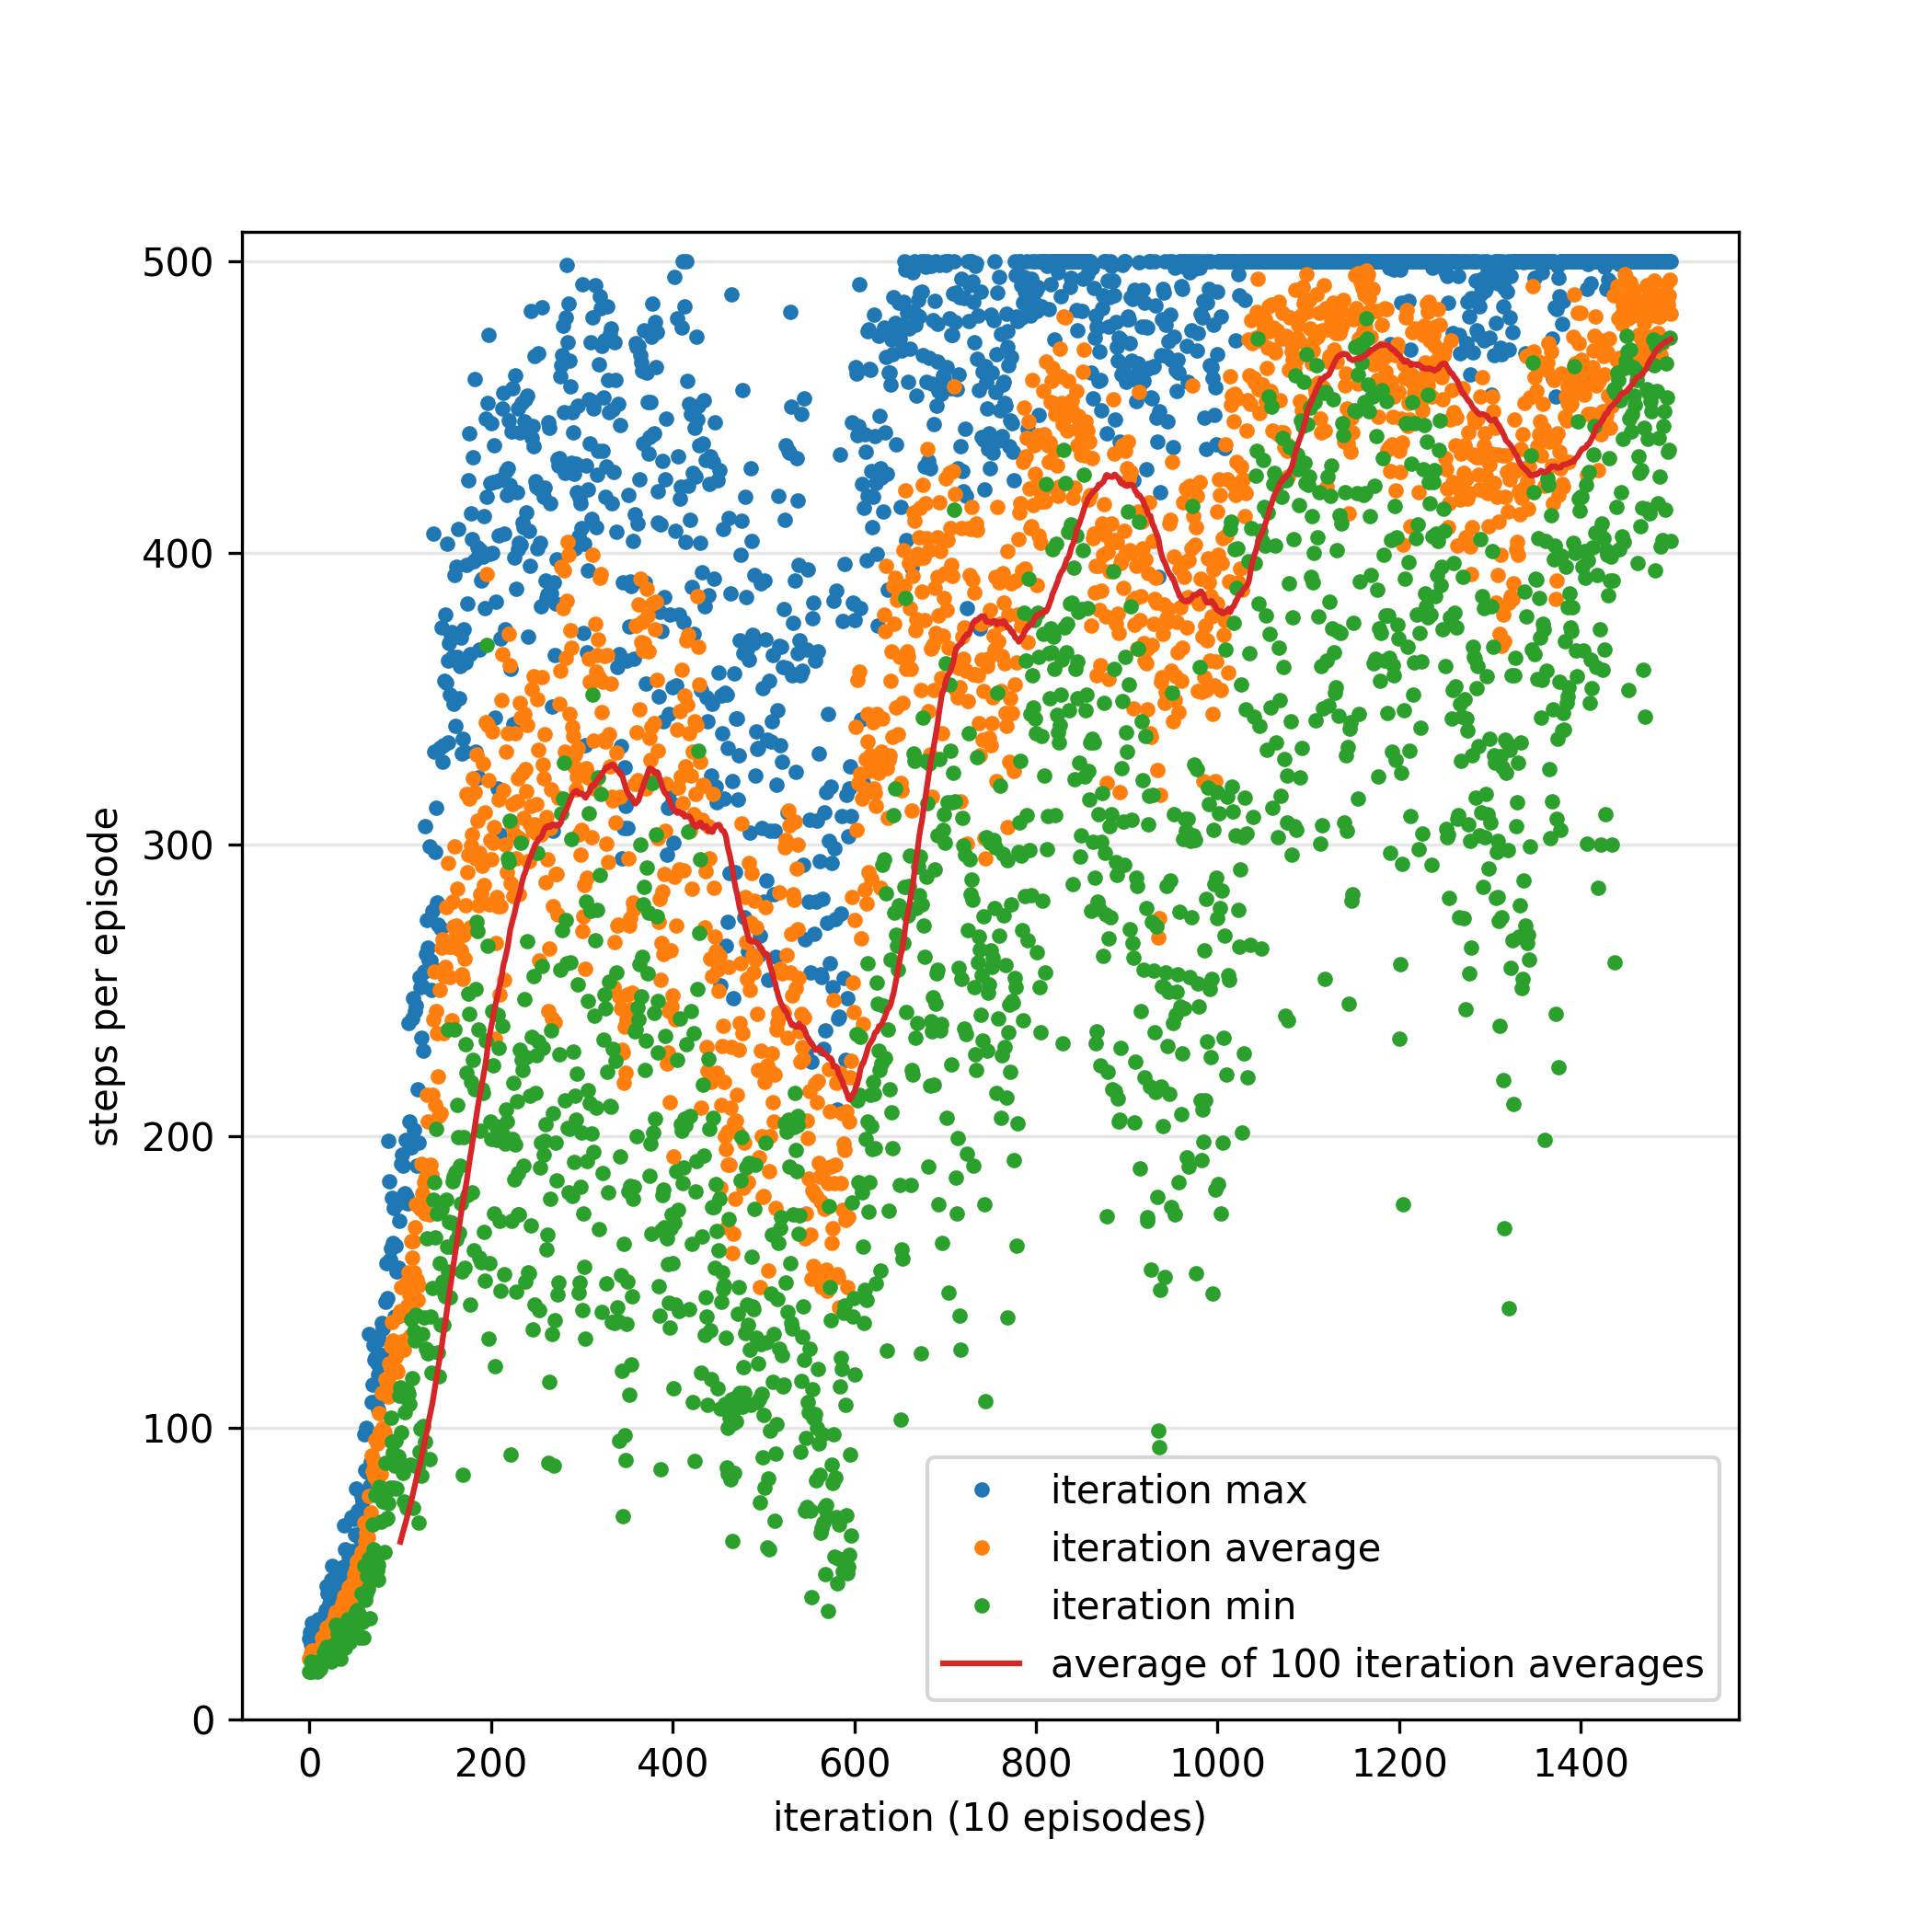 500
400
300
200
100
0
steps per episode
0 200 400 600 800 1000 1200 1400
iteration (10 episodes)
iteration max
iteration average
iteration min
average of 100 iteration averages